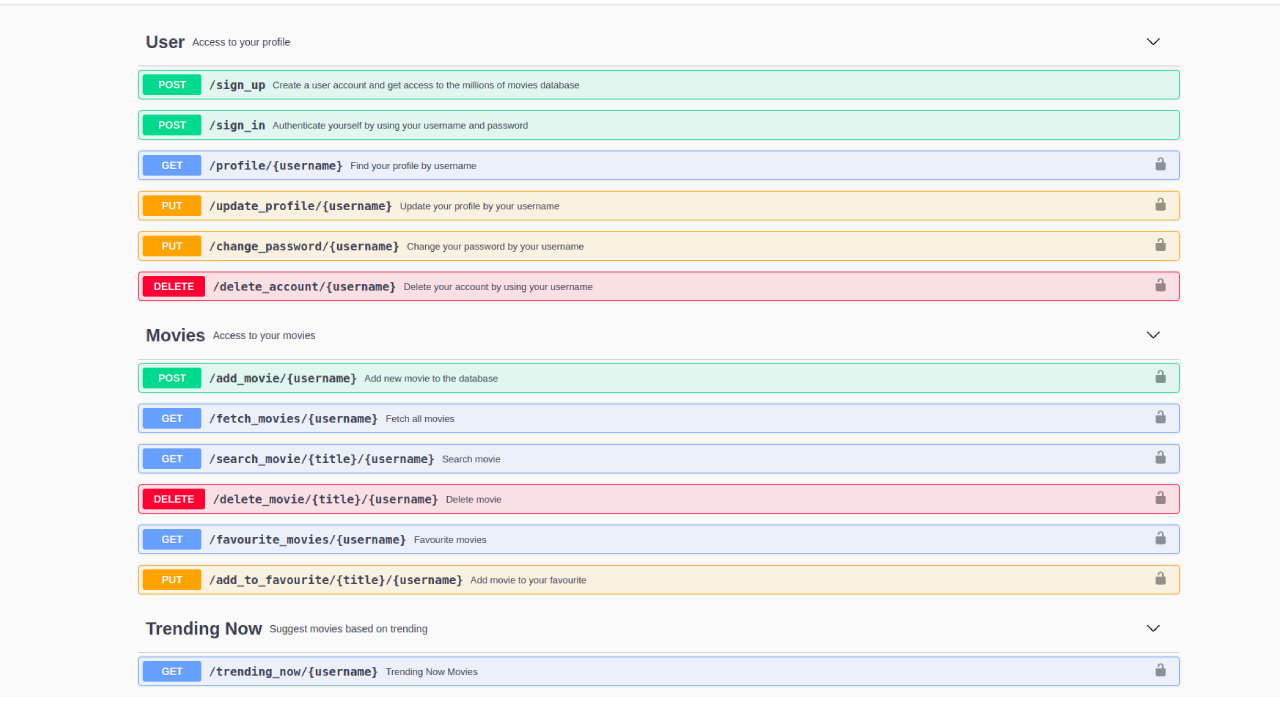 User Access to your profile
POST /sign_up Create a user account and get access to the millions of movies database
POST /sign_in Authenticate yourself by using your username and password
GET /profile/{username} Find your profile by username
PUT /update_profile/{username} Update your profile by your username
PUT /change_password/{username} Change your password by your username
DELETE /delete_account/{username} Delete your account by using your username
Movies Access to your movies
POST /add_movie/{username} Add new movie to the database
GET /fetch_movies/{username} Fetch all movies
GET /search_movie/{title}/{username} Search movie
DELETE /delete_movie/{title}/{username} Delete movie
GET /favourite_movies/{username} Favourite movies
PUT /add_to_favourite/{title}/{username} Add movie to your favourite
Trending Now Suggest movies based on trending
GET /trending_now/{username} Trending Now Movies